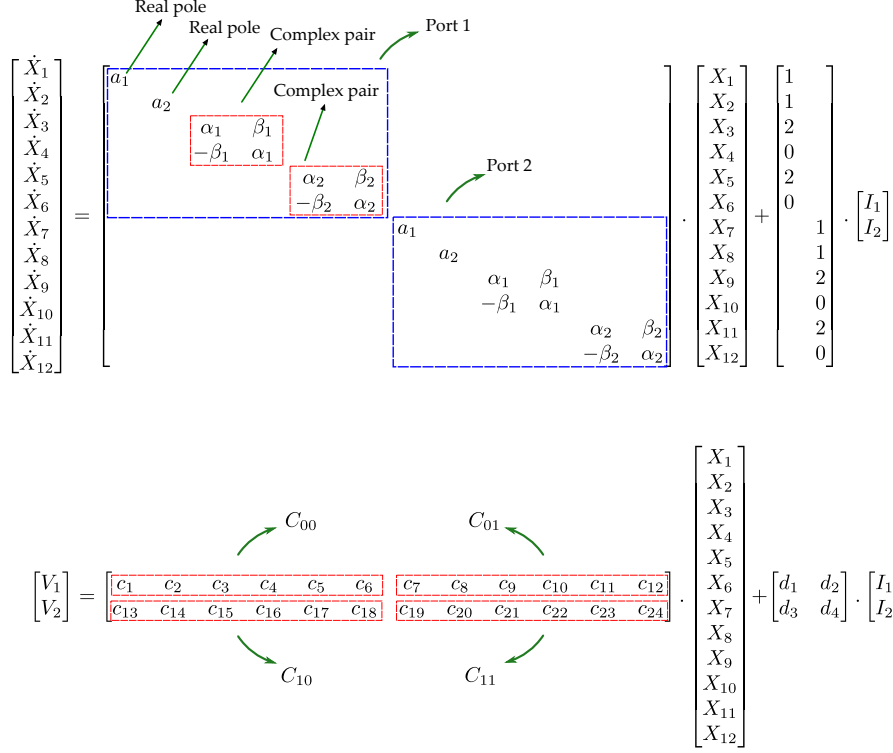 Real pole
Real pole
Complex pair
Port 1
Ẋ₁ a₁ X₁ 1
Ẋ₂ a₂ Complex pair X₂ 1
Ẋ₃ α₁ β₁ X₃ 2
Ẋ₄ −β₁ α₁ X₄ 0
Ẋ₅ α₂ β₂ Port 2 X₅ 2
Ẋ₆ −β₂ α₂ X₆ 0
Ẋ₇ = a₁ · X₇ + 1 · I₁
Ẋ₈ a₂ X₈ 1 I₂
Ẋ₉ α₁ β₁ X₉ 2
Ẋ₁₀ −β₁ α₁ X₁₀ 0
Ẋ₁₁ α₂ β₂ X₁₁ 2
Ẋ₁₂ −β₂ α₂ X₁₂ 0
X₁
X₂
X₃
C₀₀ C₀₁ X₄
X₅
V₁ = c₁ c₂ c₃ c₄ c₅ c₆ c₇ c₈ c₉ c₁₀ c₁₁ c₁₂ · X₆ + d₁ d₂ · I₁
V₂ c₁₃ c₁₄ c₁₅ c₁₆ c₁₇ c₁₈ c₁₉ c₂₀ c₂₁ c₂₂ c₂₃ c₂₄ X₇ d₃ d₄ I₂
X₈
X₉
C₁₀ C₁₁ X₁₀
X₁₁
X₁₂